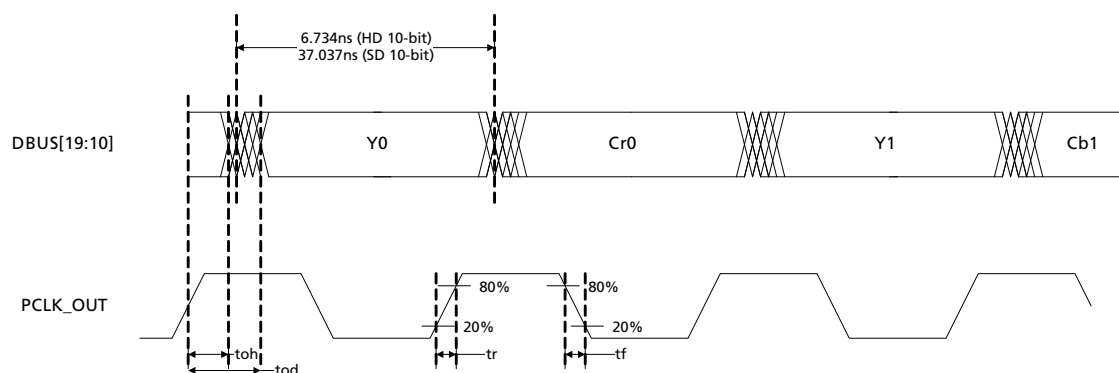 6.734ns (HD 10-bit)
37.037ns (SD 10-bit)
DBUS[19:10]
Y0
Cr0
Y1
Cb1
PCLK_OUT
80%
80%
20%
20%
toh
tr
tf
tod